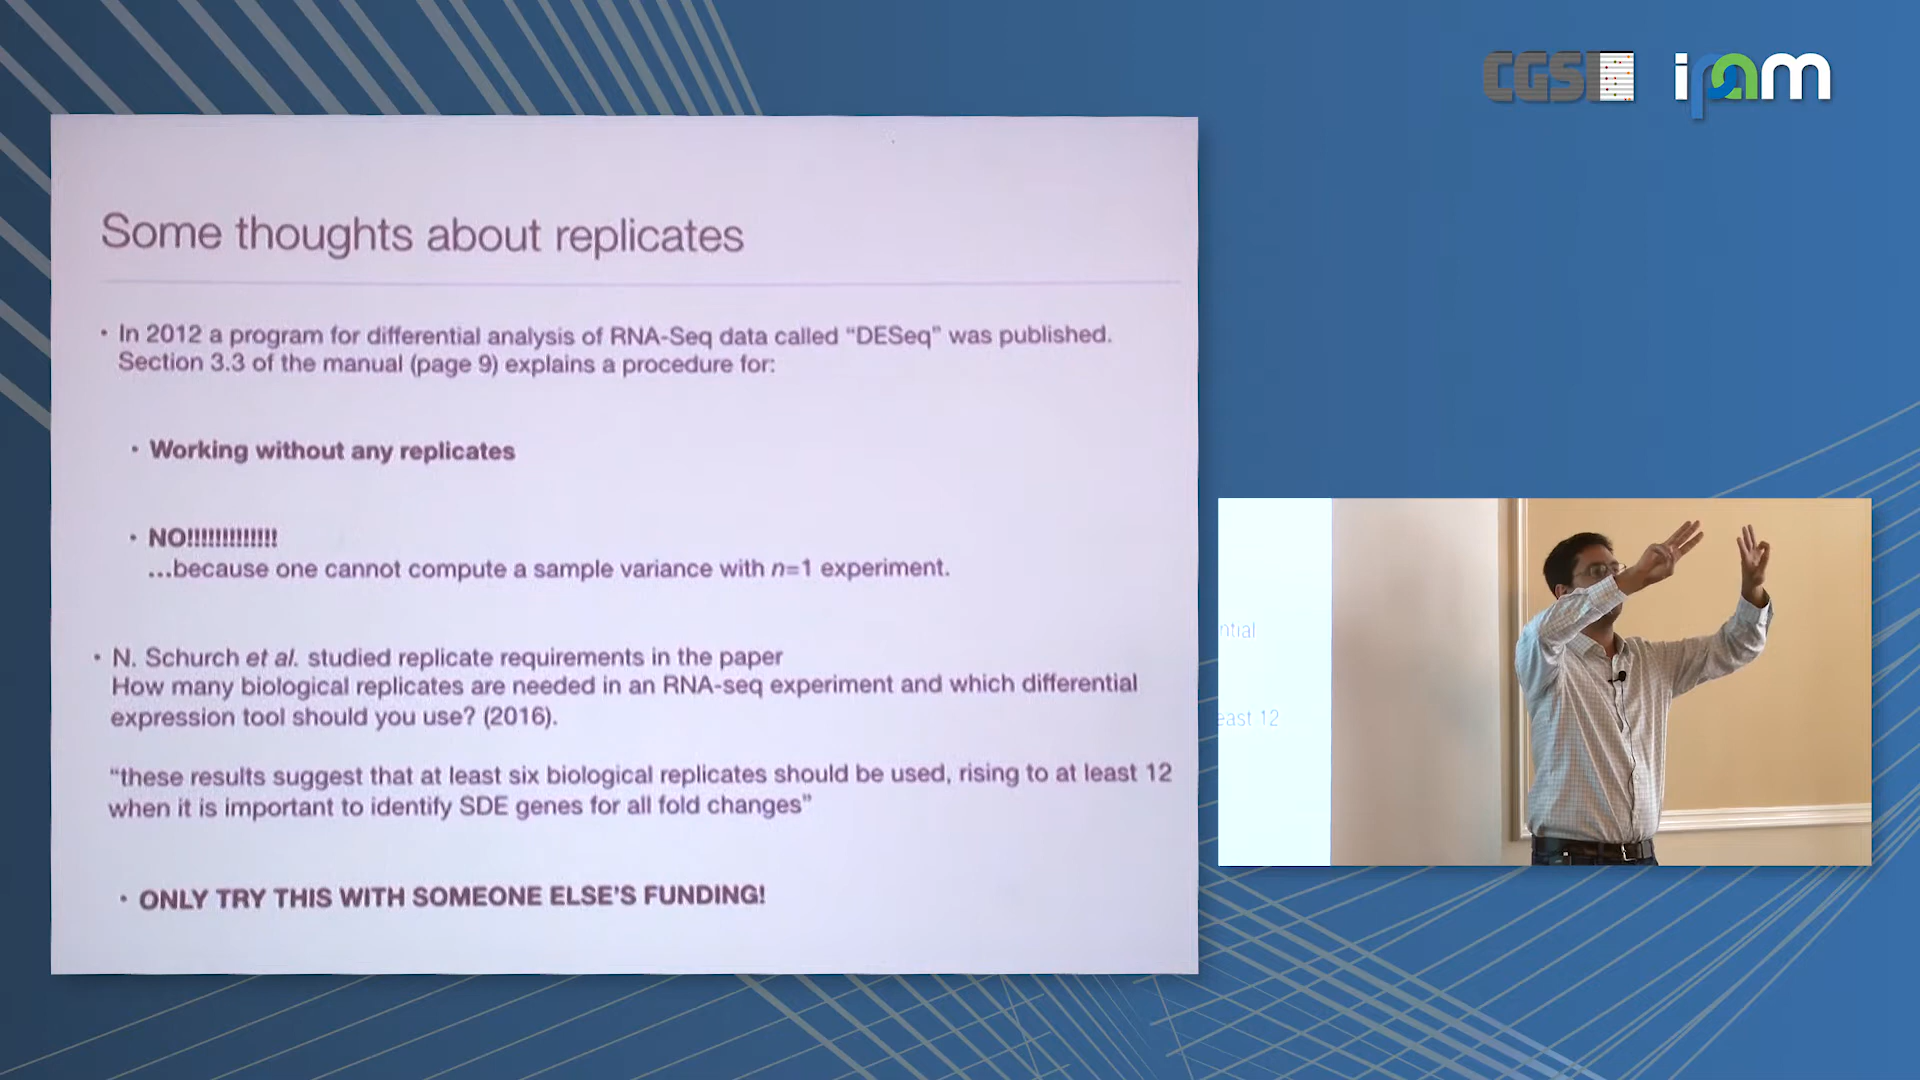 CGSI
ipam
Some thoughts about replicates
• In 2012 a program for differential analysis of RNA-Seq data called “DESeq” was published.
Section 3.3 of the manual (page 9) explains a procedure for:
• Working without any replicates
• NO!!!!!!!!!!!!!
...because one cannot compute a sample variance with n=1 experiment.
• N. Schurch et al. studied replicate requirements in the paper
How many biological replicates are needed in an RNA-seq experiment and which differential
expression tool should you use? (2016).
“these results suggest that at least six biological replicates should be used, rising to at least 12
when it is important to identify SDE genes for all fold changes”
• ONLY TRY THIS WITH SOMEONE ELSE'S FUNDING!
ntial
east 12